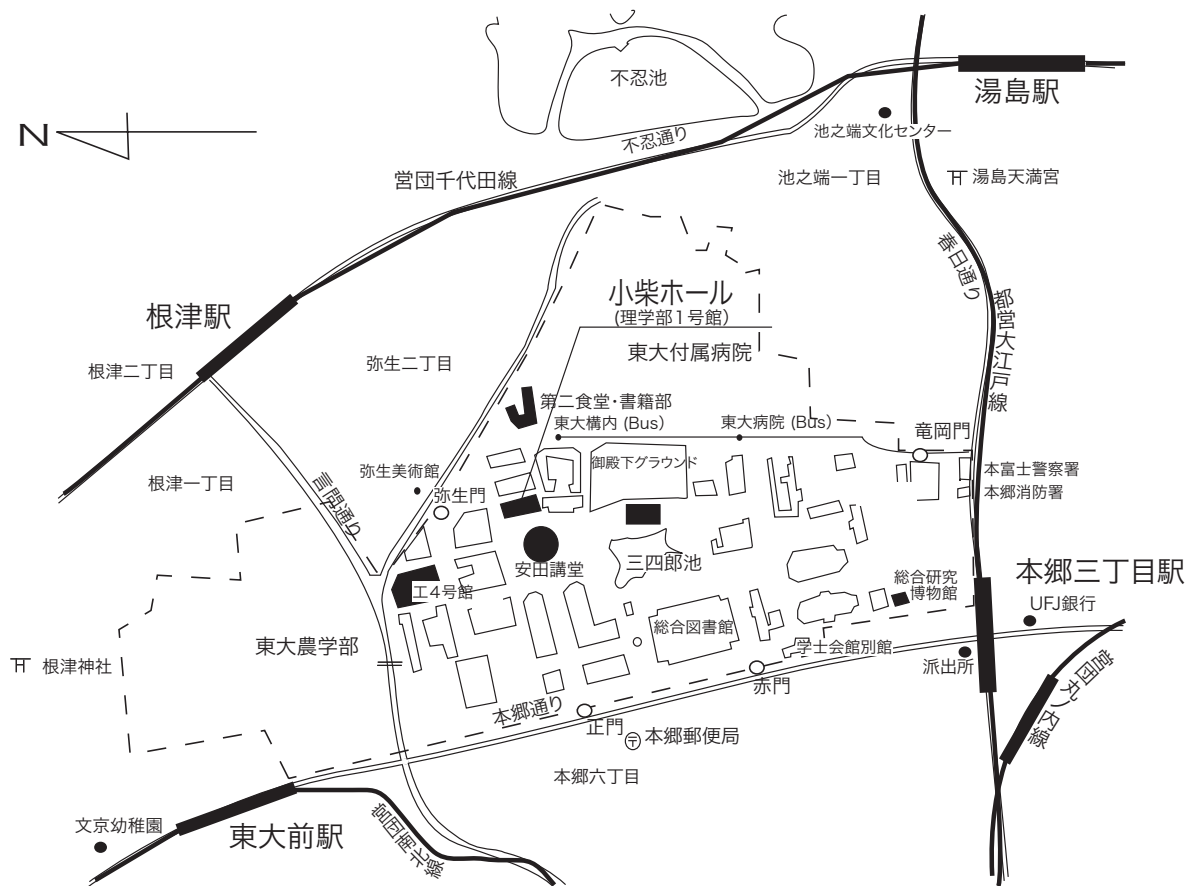 不忍池
湯島駅
N
池之端文化センター
不忍通り
営団千代田線
池之端一丁目
湯島天満宮
春日通り
小柴ホール
(理学部1号館)
都営大江戸線
根津駅
東大付属病院
弥生二丁目
根津二丁目
第二食堂・書籍部
東大構内 (Bus)
東大病院 (Bus)
竜岡門
御殿下グラウンド
弥生美術館
本富士警察署
根津一丁目
言問通り
弥生門
本郷消防署
三四郎池
安田講堂
本郷三丁目駅
総合研究
博物館
工4号館
UFJ銀行
総合図書館
東大農学部
学士会館別館
根津神社
派出所
営団丸ノ内線
赤門
本郷通り
正門
〒
本郷郵便局
本郷六丁目
文京幼稚園
東大前駅
営団南北線